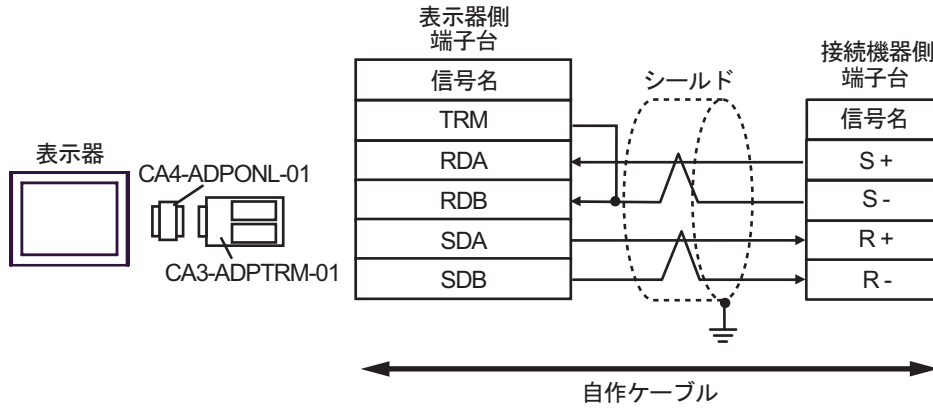 表示器
CA4-ADPONL-01
CA3-ADPTRM-01
表示器側
端子台
信号名
TRM
RDA
RDB
SDA
SDB
シールド
接続機器側
端子台
信号名
S +
S -
R +
R -
自作ケーブル